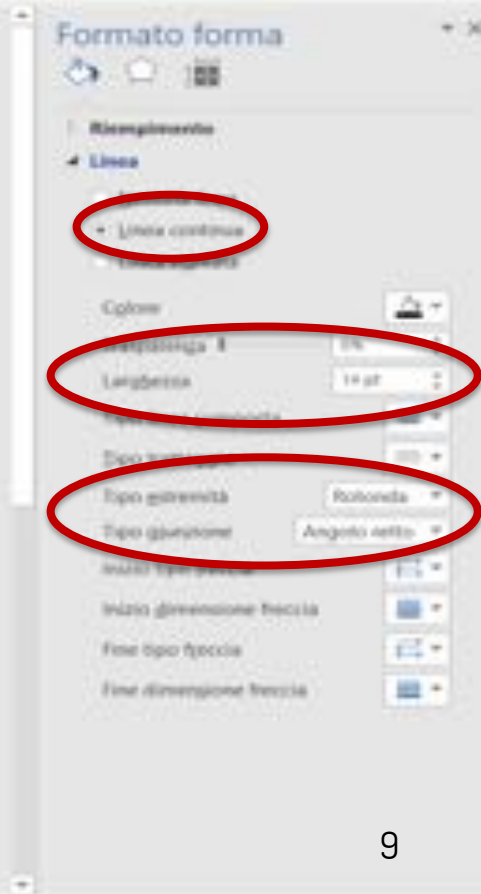 Formato forma
Riempimento
Linea
Linea continua
Colore
Trasparenza 0%
Larghezza 14 pt
Tipo
Tipo estremità Rotonda
Tipo giunzione Angolo retto
Inizio tipo freccia
Inizio dimensione freccia
Fine tipo freccia
Fine dimensione freccia
9